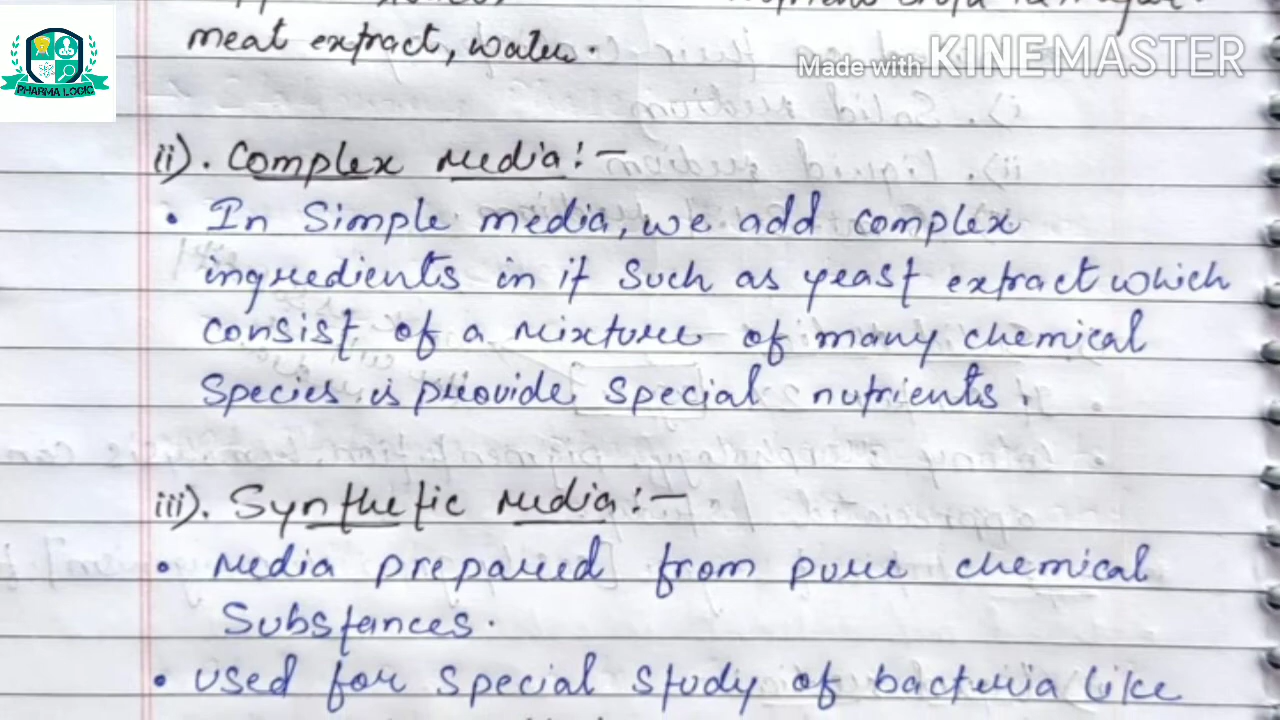 meat extract, water.
PHARMA LOGIC
Made with KINEMASTER
ii). Complex Media:-
• In Simple media, we add complex
ingredients in it Such as yeast extract which
consist of a mixture of many chemical
Species & provide special nutrients.
iii). Synthetic Media:-
• Media prepared from pure chemical
Substances.
• Used for special study of bacteria like